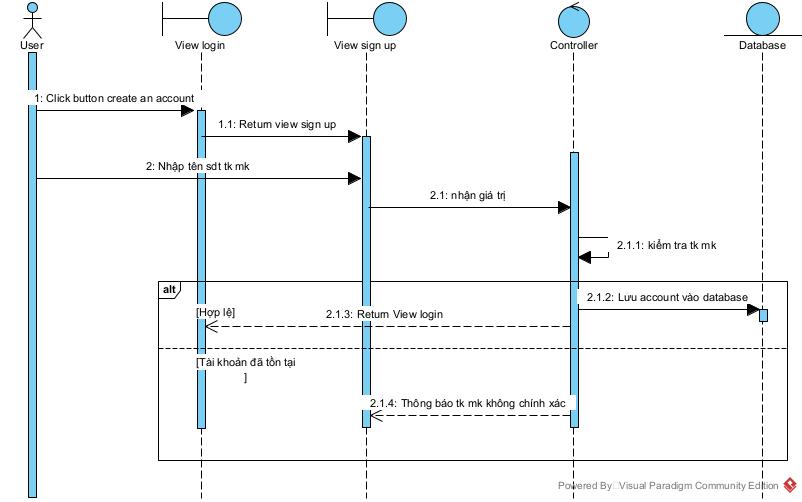 User
View login
View sign up
Controller
Database
1: Click button create an account
1.1: Return view sign up
2: Nhập tên sdt tk mk
2.1: nhận giá trị
2.1.1: kiểm tra tk mk
alt
2.1.2: Lưu account vào database
[Hợp lệ]
2.1.3: Return View login
[Tài khoản đã tồn tại
]
2.1.4: Thông báo tk mk không chính xác
Powered By Visual Paradigm Community Edition